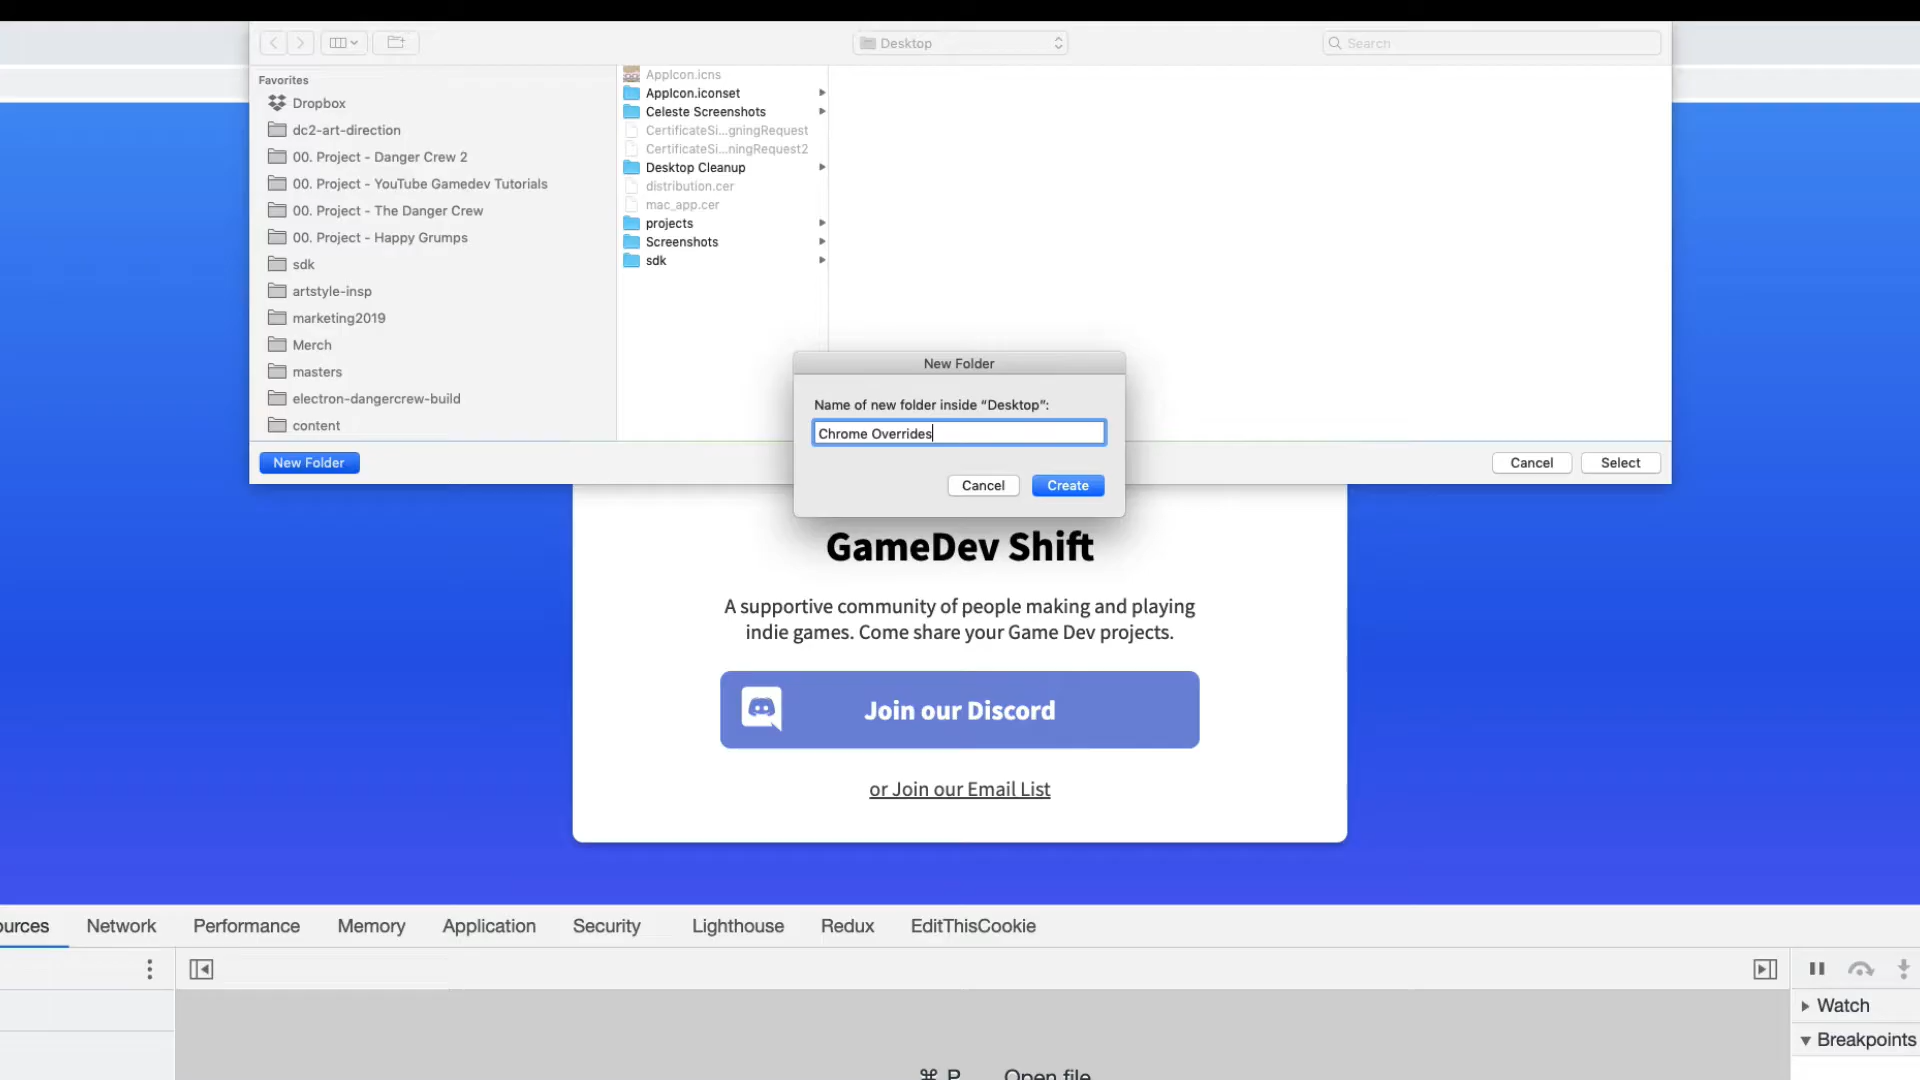 Desktop
Search
Favorites
Dropbox
dc2-art-direction
00. Project - Danger Crew 2
00. Project - YouTube Gamedev Tutorials
00. Project - The Danger Crew
00. Project - Happy Grumps
sdk
artstyle-insp
marketing2019
Merch
masters
electron-dangercrew-build
content
AppIcon.icns
AppIcon.iconset
Celeste Screenshots
CertificateSi...gningRequest
CertificateSi...ningRequest2
Desktop Cleanup
distribution.cer
mac_app.cer
projects
Screenshots
sdk
New Folder
Name of new folder inside “Desktop”:
Chrome Overrides
Cancel
Create
New Folder
Cancel
Select
GameDev Shift
A supportive community of people making and playing
indie games. Come share your Game Dev projects.
Join our Discord
or Join our Email List
ources
Network
Performance
Memory
Application
Security
Lighthouse
Redux
EditThisCookie
Watch
Breakpoints
⌘ P
Open file